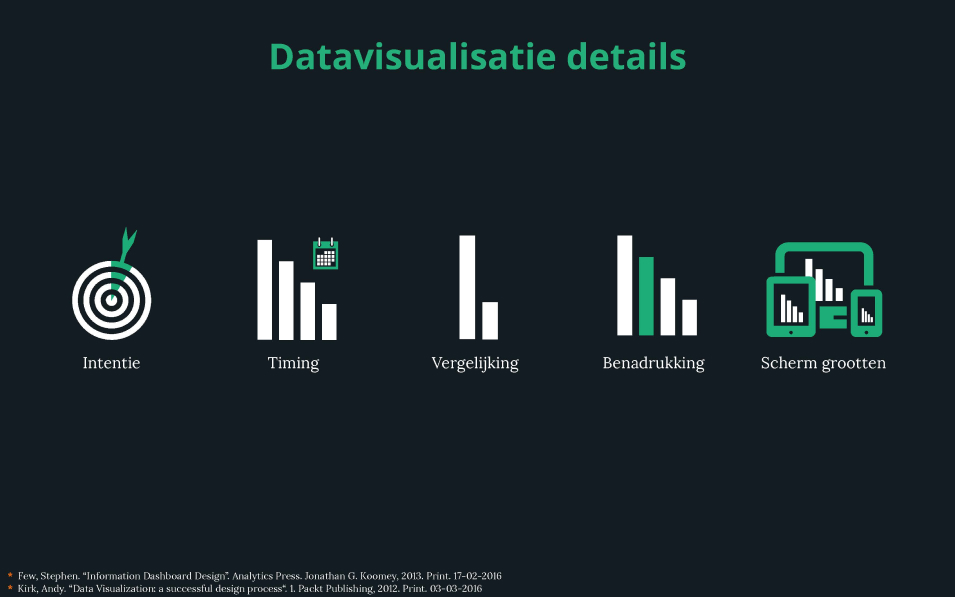 Datavisualisatie details
Intentie
Timing
Vergelijking
Benadrukking
Scherm grootten
* Few, Stephen. “Information Dashboard Design”. Analytics Press. Jonathan G. Koomey, 2013. Print. 17-02-2016
* Kirk, Andy. “Data Visualization: a successful design process“. 1. Packt Publishing, 2012. Print. 03-03-2016